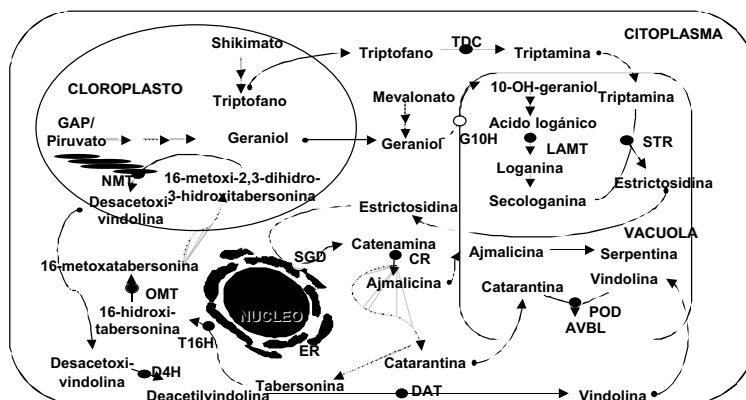 CITOPLASMA
Shikimato
Triptofano
TDC
Triptamina
CLOROPLASTO
Triptofano
Mevalonato
10-OH-geraniol
Triptamina
GAP/
Piruvato
Geraniol
Geraniol
G10H
Acido logánico
LAMT
STR
Loganina
Estrictosidina
Secologanina
NMT
16-metoxi-2,3-dihidro-
3-hidroxitabersonina
Desacetoxi-
vindolina
Estrictosidina
VACUOLA
SGD
Catenamina
CR
Ajmalicina
Ajmalicina
Serpentina
16-metoxatabersonina
OMT
16-hidroxi-
tabersonina
T16H
NUCLEO
ER
Catarantina
Vindolina
POD
AVBL
Desacetoxi-
vindolina
D4H
Catarantina
Tabersonina
Deacetilvindolina
DAT
Vindolina